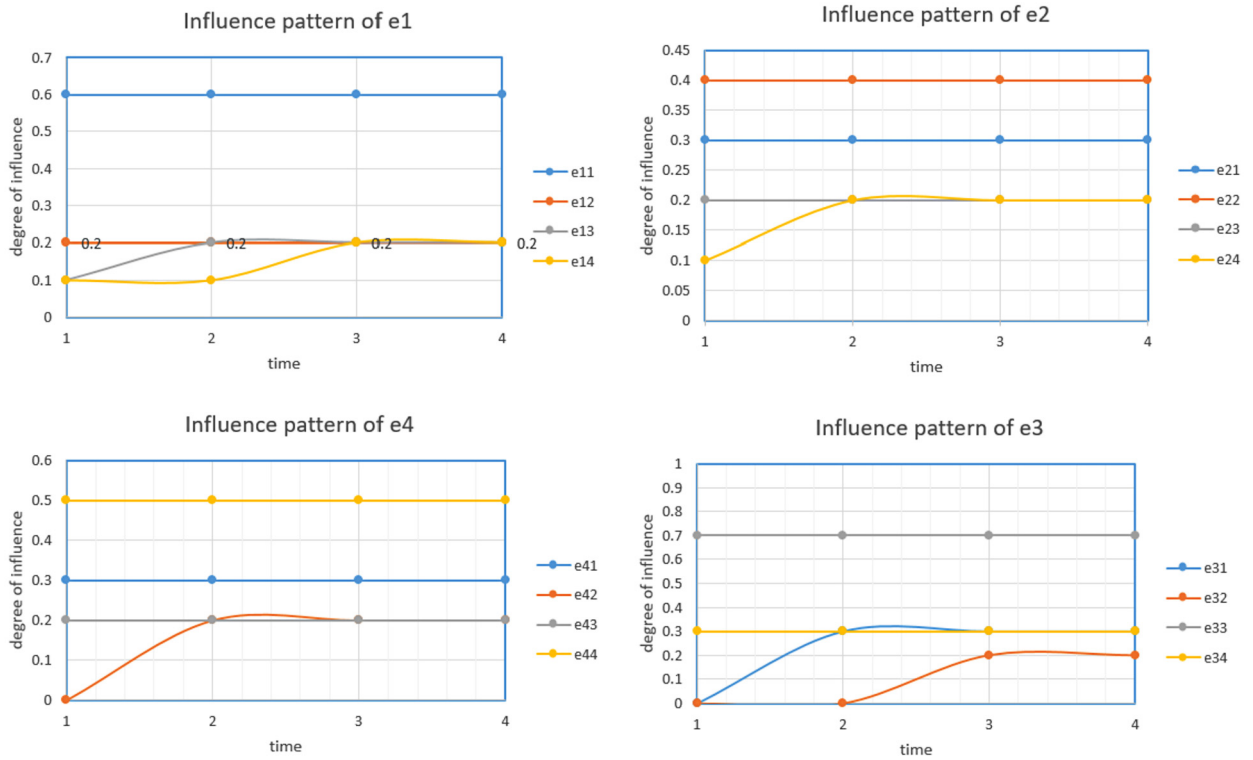 Influence pattern of e1
degree of influence
0.7
0.6
0.5
0.4
0.3
0.2
0.1
0
0.2
0.2
0.2
0.2
1
2
3
4
time
e11
e12
e13
e14
Influence pattern of e2
degree of influence
0.45
0.4
0.35
0.3
0.25
0.2
0.15
0.1
0.05
0
1
2
3
4
time
e21
e22
e23
e24
Influence pattern of e4
degree of influence
0.6
0.5
0.4
0.3
0.2
0.1
0
1
2
3
4
time
e41
e42
e43
e44
Influence pattern of e3
degree of influence
1
0.9
0.8
0.7
0.6
0.5
0.4
0.3
0.2
0.1
0
1
2
3
4
time
e31
e32
e33
e34